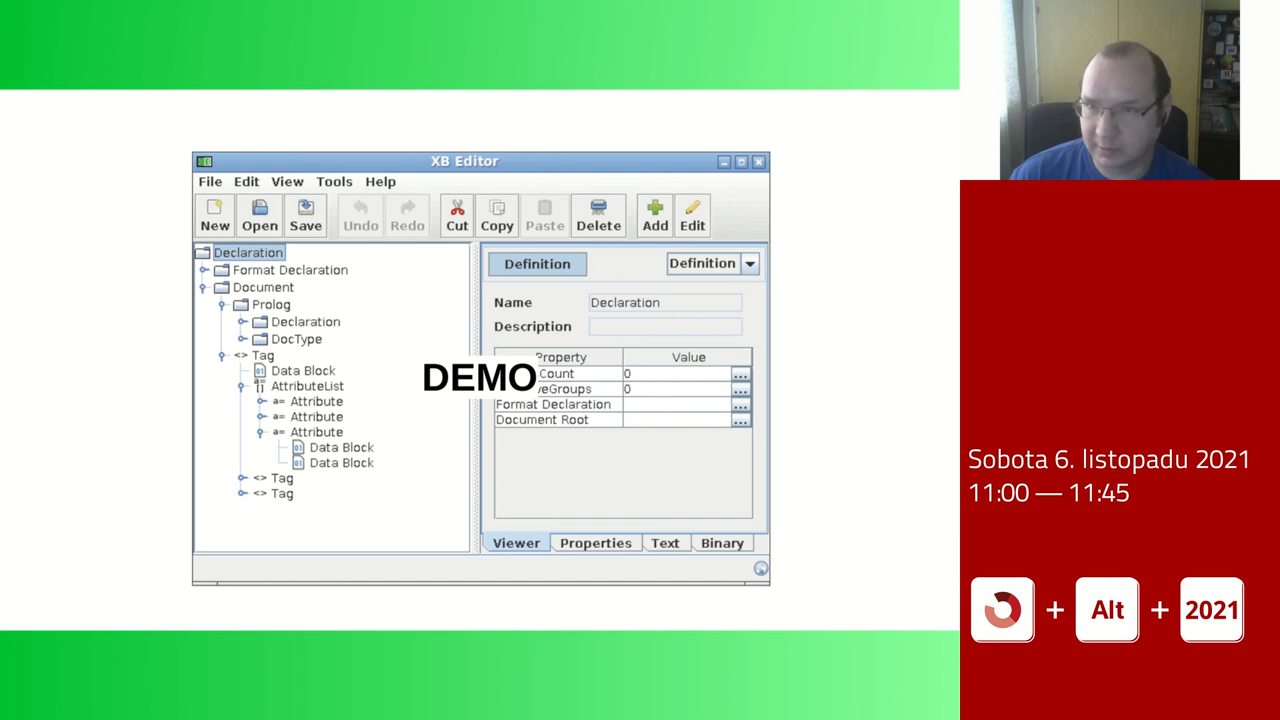 XB Editor
File Edit View Tools Help
New Open Save Undo Redo Cut Copy Paste Delete Add Edit
Declaration
Format Declaration
Document
Prolog
Declaration
DocType
<> Tag
Data Block
AttributeList
a= Attribute
a= Attribute
a= Attribute
Data Block
Data Block
<> Tag
<> Tag
Definition Definition
Name Declaration
Description
Property Value
Count 0 ...
veGroups 0 ...
Format Declaration ...
Document Root ...
DEMO
Viewer Properties Text Binary
Sobota 6. listopadu 2021
11:00 — 11:45
+ Alt + 2021